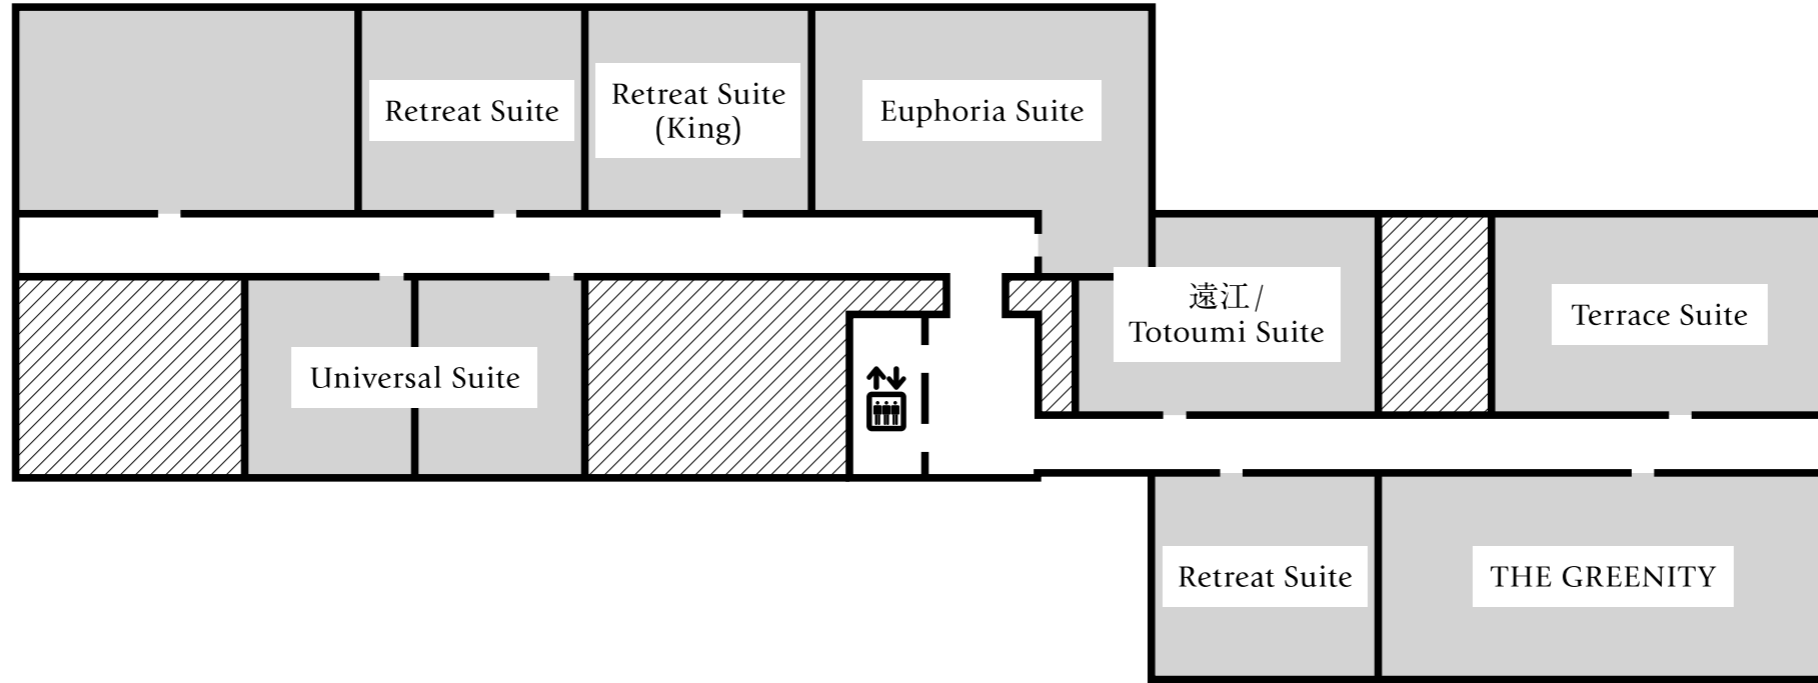 Retreat Suite
Retreat Suite
(King)
Euphoria Suite
遠江/
Totoumi Suite
Terrace Suite
Universal Suite
Retreat Suite
THE GREENITY